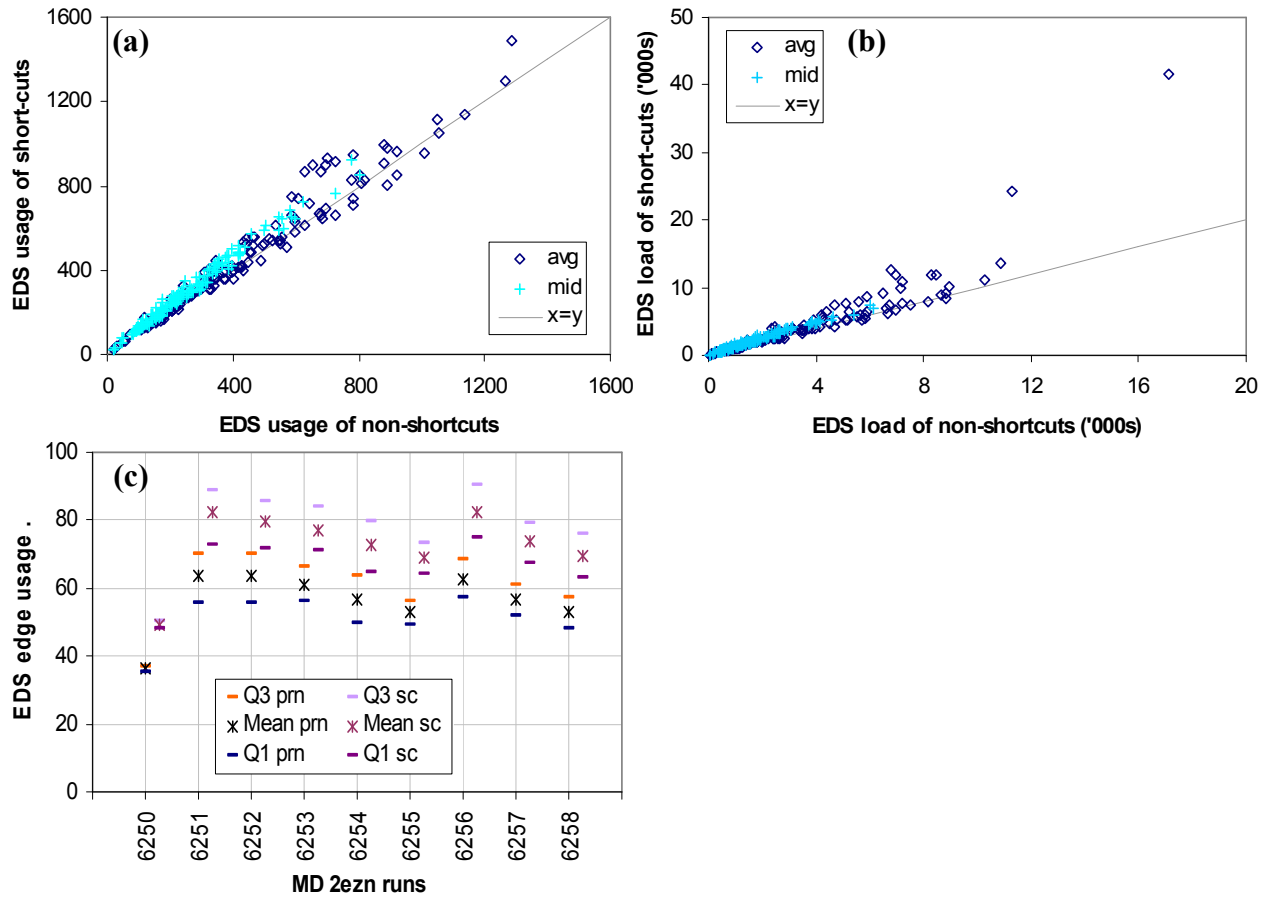 (a)
EDS usage of short-cuts
1600
1200
800
400
0
avg
mid
x=y
0 400 800 1200 1600
EDS usage of non-shortcuts
(b)
EDS load of short-cuts ('000s)
50
40
30
20
10
0
avg
mid
x=y
0 4 8 12 16 20
EDS load of non-shortcuts ('000s)
(c)
EDS edge usage .
100
80
60
40
20
0
Q3 prn Q3 sc
Mean prn Mean sc
Q1 prn Q1 sc
6250 6251 6252 6253 6254 6255 6256 6257 6258
MD 2ezn runs